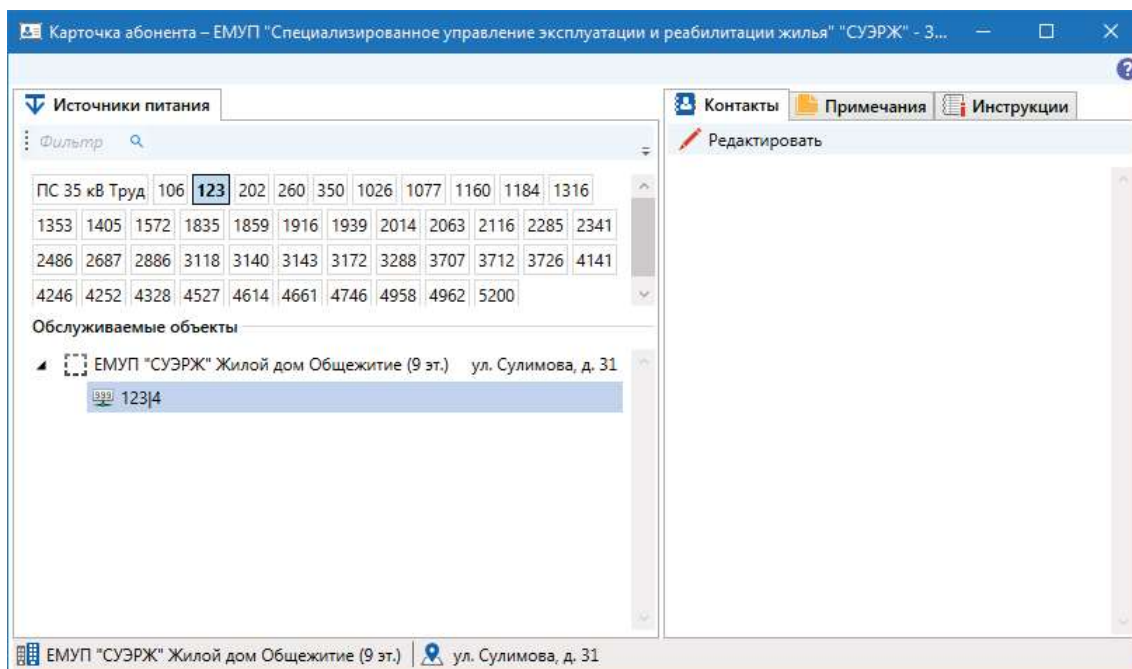 Карточка абонента – ЕМУП "Специализированное управление эксплуатации и реабилитации жилья" "СУЭРЖ" - З...
Источники питания
Контакты Примечания Инструкции
Фильтр
Редактировать
ПС 35 кВ Труд 106 123 202 260 350 1026 1077 1160 1184 1316
1353 1405 1572 1835 1859 1916 1939 2014 2063 2116 2285 2341
2486 2687 2886 3118 3140 3143 3172 3288 3707 3712 3726 4141
4246 4252 4328 4527 4614 4661 4746 4958 4962 5200
Обслуживаемые объекты
ЕМУП "СУЭРЖ" Жилой дом Общежитие (9 эт.) ул. Сулимова, д. 31
123|4
ЕМУП "СУЭРЖ" Жилой дом Общежитие (9 эт.) ул. Сулимова, д. 31